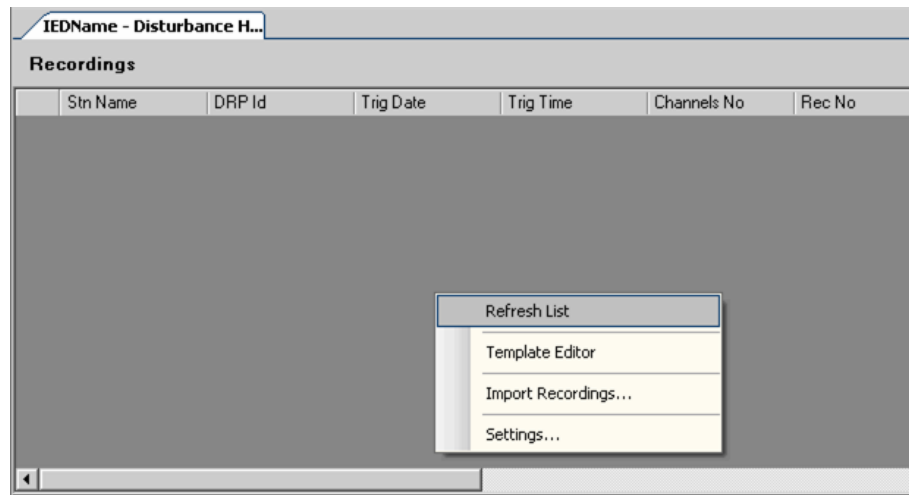 IEDName - Disturbance H...
Recordings
Stn Name DRP Id Trig Date Trig Time Channels No Rec No
Refresh List
Template Editor
Import Recordings...
Settings...